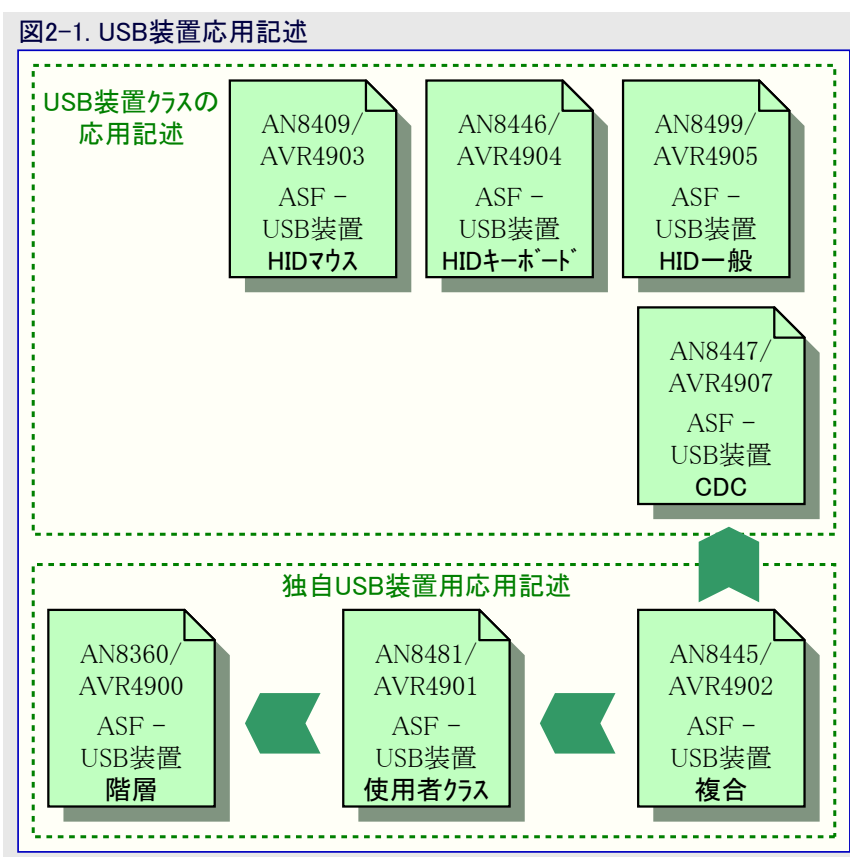 図2-1. USB装置応用記述
USB装置ｸﾗｽの
応用記述
AN8409/
AVR4903
ASF －
USB装置
HIDﾏｳｽ
AN8446/
AVR4904
ASF －
USB装置
HIDｷｰﾎﾞｰﾄﾞ
AN8499/
AVR4905
ASF －
USB装置
HID一般
AN8447/
AVR4907
ASF －
USB装置
CDC
独自USB装置用応用記述
AN8360/
AVR4900
ASF －
USB装置
階層
AN8481/
AVR4901
ASF －
USB装置
使用者ｸﾗｽ
AN8445/
AVR4902
ASF －
USB装置
複合